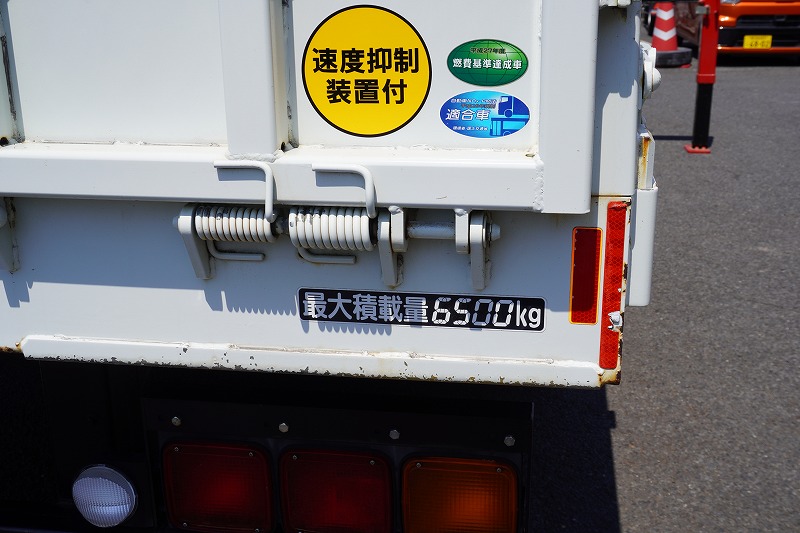 速度抑制
装置付
平成27年度
燃費基準達成車
適合車
最大積載量6500kg